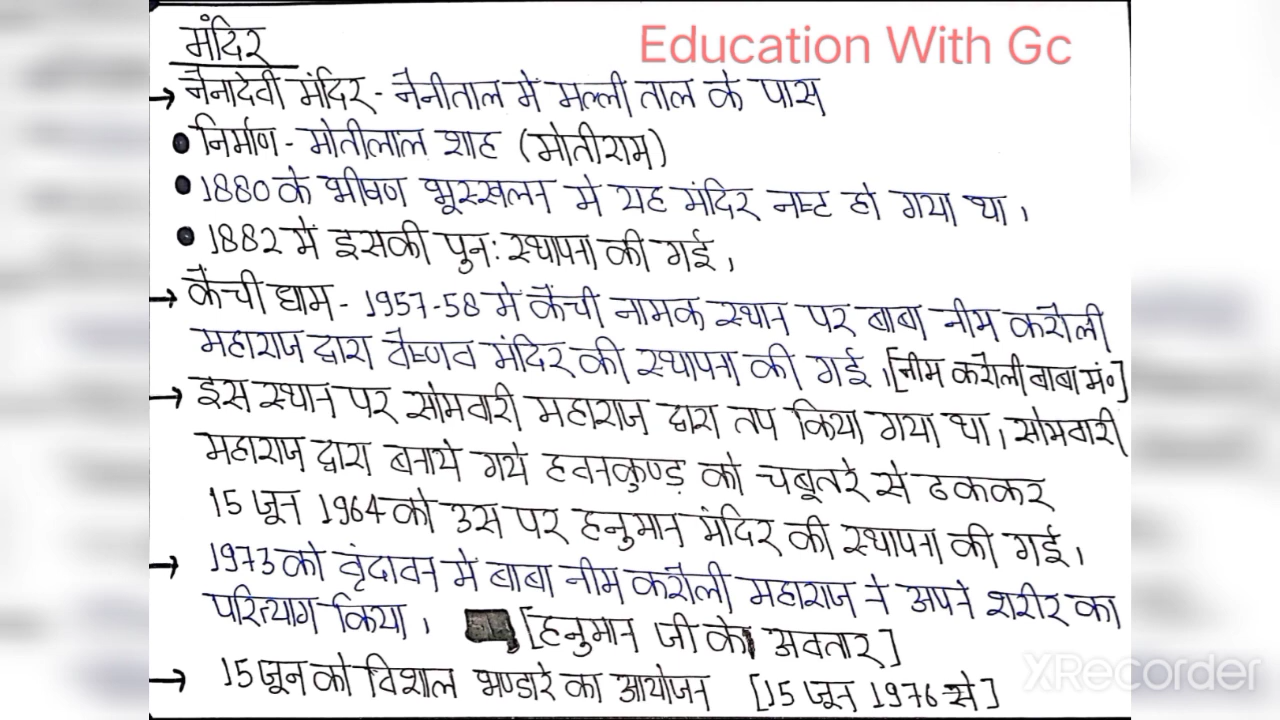 Education With Gc
मंदिर
→ नैनादेवी मंदिर - नैनीताल में मल्ली ताल के पास
• निर्माण - मोतीलाल शाह (मोतीराम)
• 1880 के भीषण भूस्खलन में यह मंदिर नष्ट हो गया था।
• 1882 में इसकी पुन: स्थापना की गई।
→ कैंची धाम - 1957-58 में कैंची नामक स्थान पर बाबा नीम करौली
महाराज द्वारा वैष्णव मंदिर की स्थापना की गई। [नीम करौली बाबा मं०]
→ इस स्थान पर सोमवारी महाराज द्वारा तप किया गया था। सोमवारी
महाराज द्वारा बनाये गये हवनकुण्ड़ को चबूतरे से ढककर
15 जून 1964 को उस पर हनुमान मंदिर की स्थापना की गई।
→ 1973 को वृंदावन में बाबा नीम करौली महाराज ने अपने शरीर का
परित्याग किया। [हनुमान जी के अवतार]
→ 15 जून को विशाल भण्डारे का आयोजन [15 जून 1976 से]
XRecorder